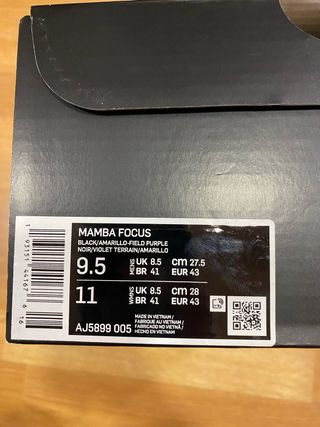 MAMBA FOCUS
BLACK/AMARILLO-FIELD PURPLE
NOIR/VIOLET TERRAIN/AMARILLO
9.5 MENS UK 8.5 CM 27.5
BR 41 EUR 43
11 WMNS UK 8.5 CM 28
BR 41 EUR 43
AJ5899 005
MADE IN VIETNAM/
FABRIQUÉ AU VIETNAM/
FABRICADO NO VIETNÃ/
HECHO EN VIETNAM